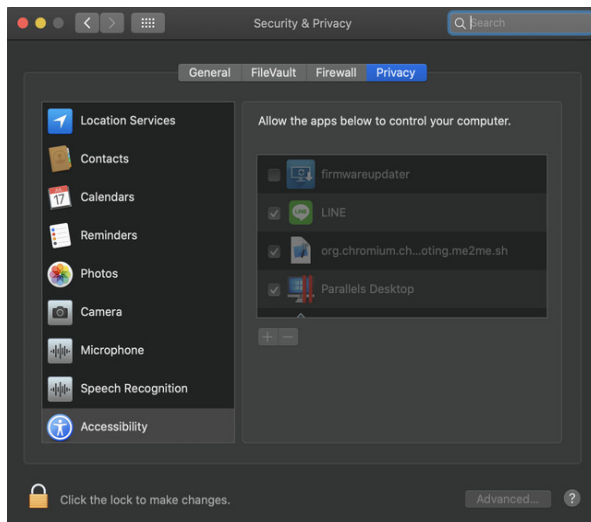 Security & Privacy
Search
General
FileVault
Firewall
Privacy
Location Services
Contacts
17
Calendars
Reminders
Photos
Camera
Microphone
Speech Recognition
Accessibility
Allow the apps below to control your computer.
firmwareupdater
LINE
LINE
org.chromium.ch...oting.me2me.sh
Parallels Desktop
+
−
Click the lock to make changes.
Advanced...
?